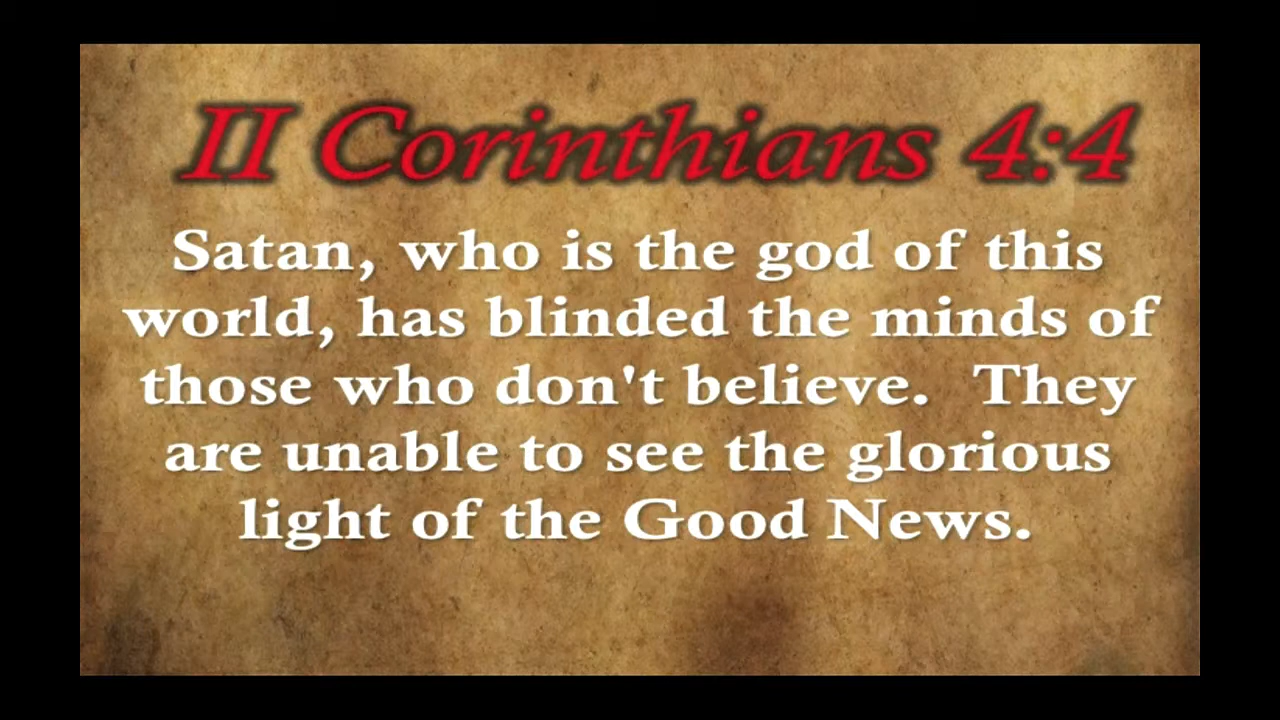 II Corinthians 4:4
Satan, who is the god of this
world, has blinded the minds of
those who don't believe.  They
are unable to see the glorious
light of the Good News.